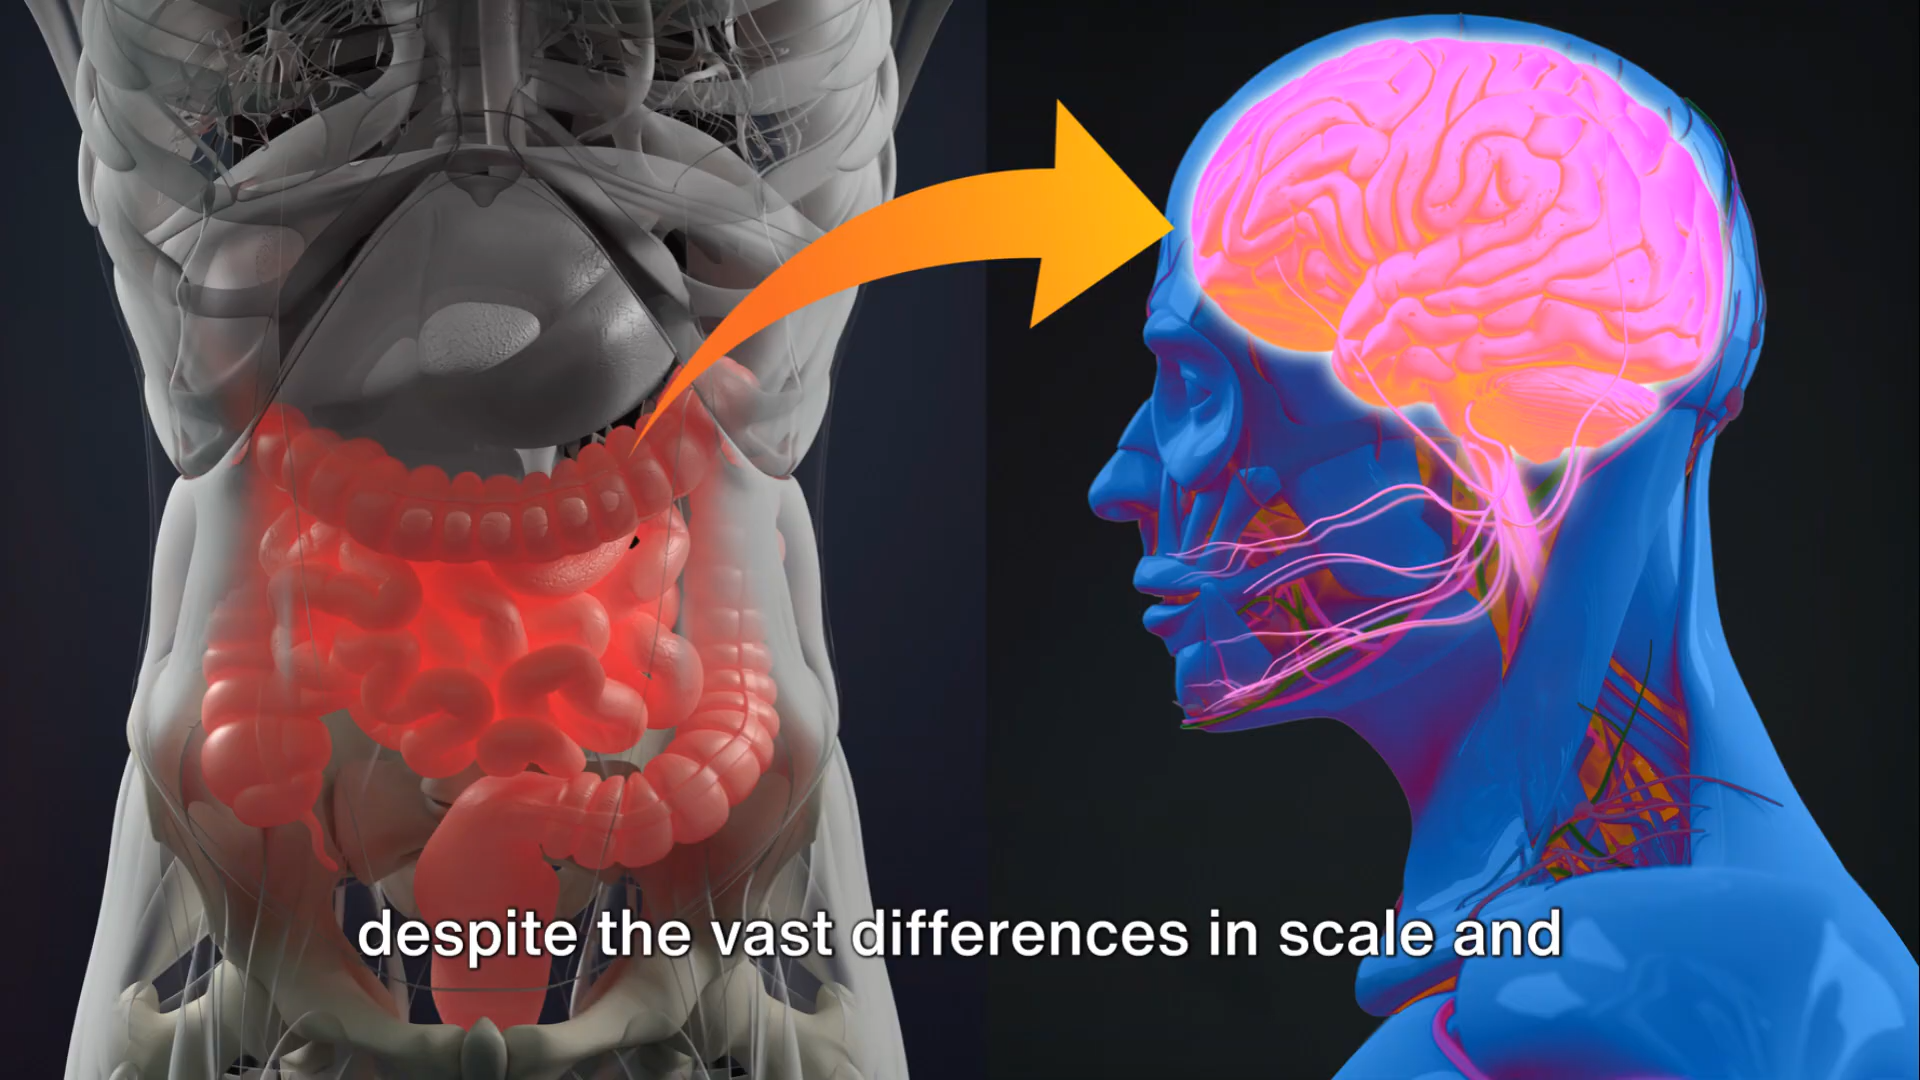 despite the vast differences in scale and